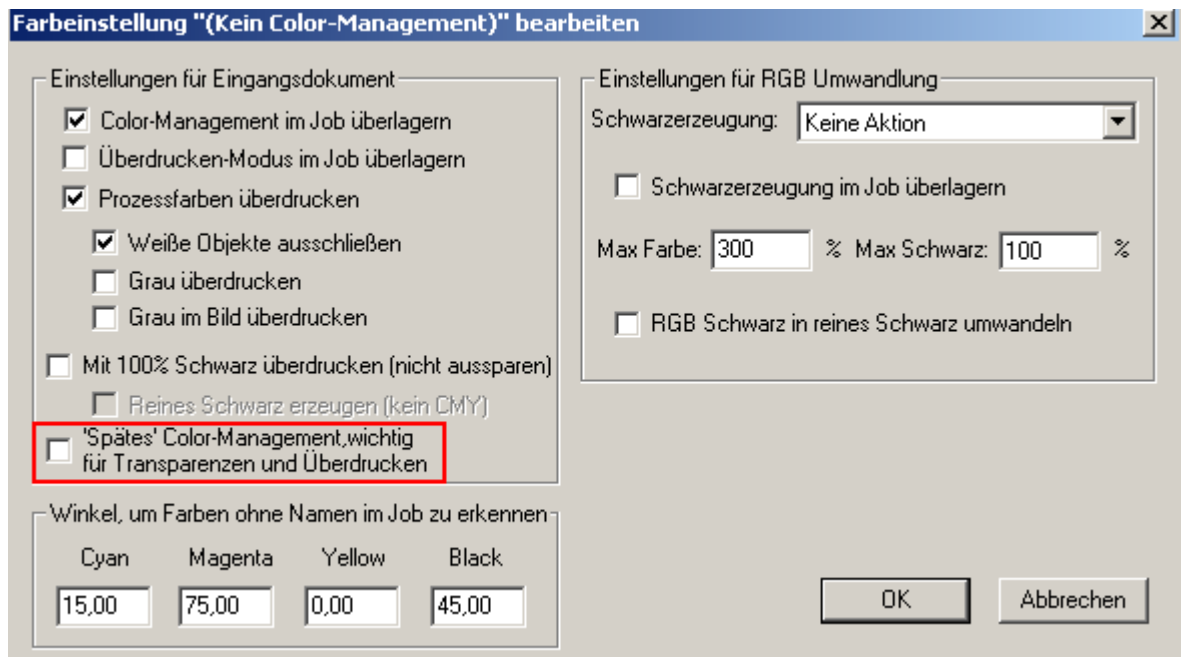 Farbeinstellung "(Kein Color-Management)" bearbeiten
Einstellungen für Eingangsdokument
Color-Management im Job überlagern
Überdrucken-Modus im Job überlagern
Prozessfarben überdrucken
Weiße Objekte ausschließen
Grau überdrucken
Grau im Bild überdrucken
Mit 100% Schwarz überdrucken (nicht aussparen)
Reines Schwarz erzeugen (kein CMY)
'Spätes' Color-Management,wichtig
für Transparenzen und Überdrucken
Winkel, um Farben ohne Namen im Job zu erkennen
Cyan Magenta Yellow Black
15,00 75,00 0,00 45,00
Einstellungen für RGB Umwandlung
Schwarzerzeugung: Keine Aktion
Schwarzerzeugung im Job überlagern
Max Farbe: 300 % Max Schwarz: 100 %
RGB Schwarz in reines Schwarz umwandeln
OK Abbrechen